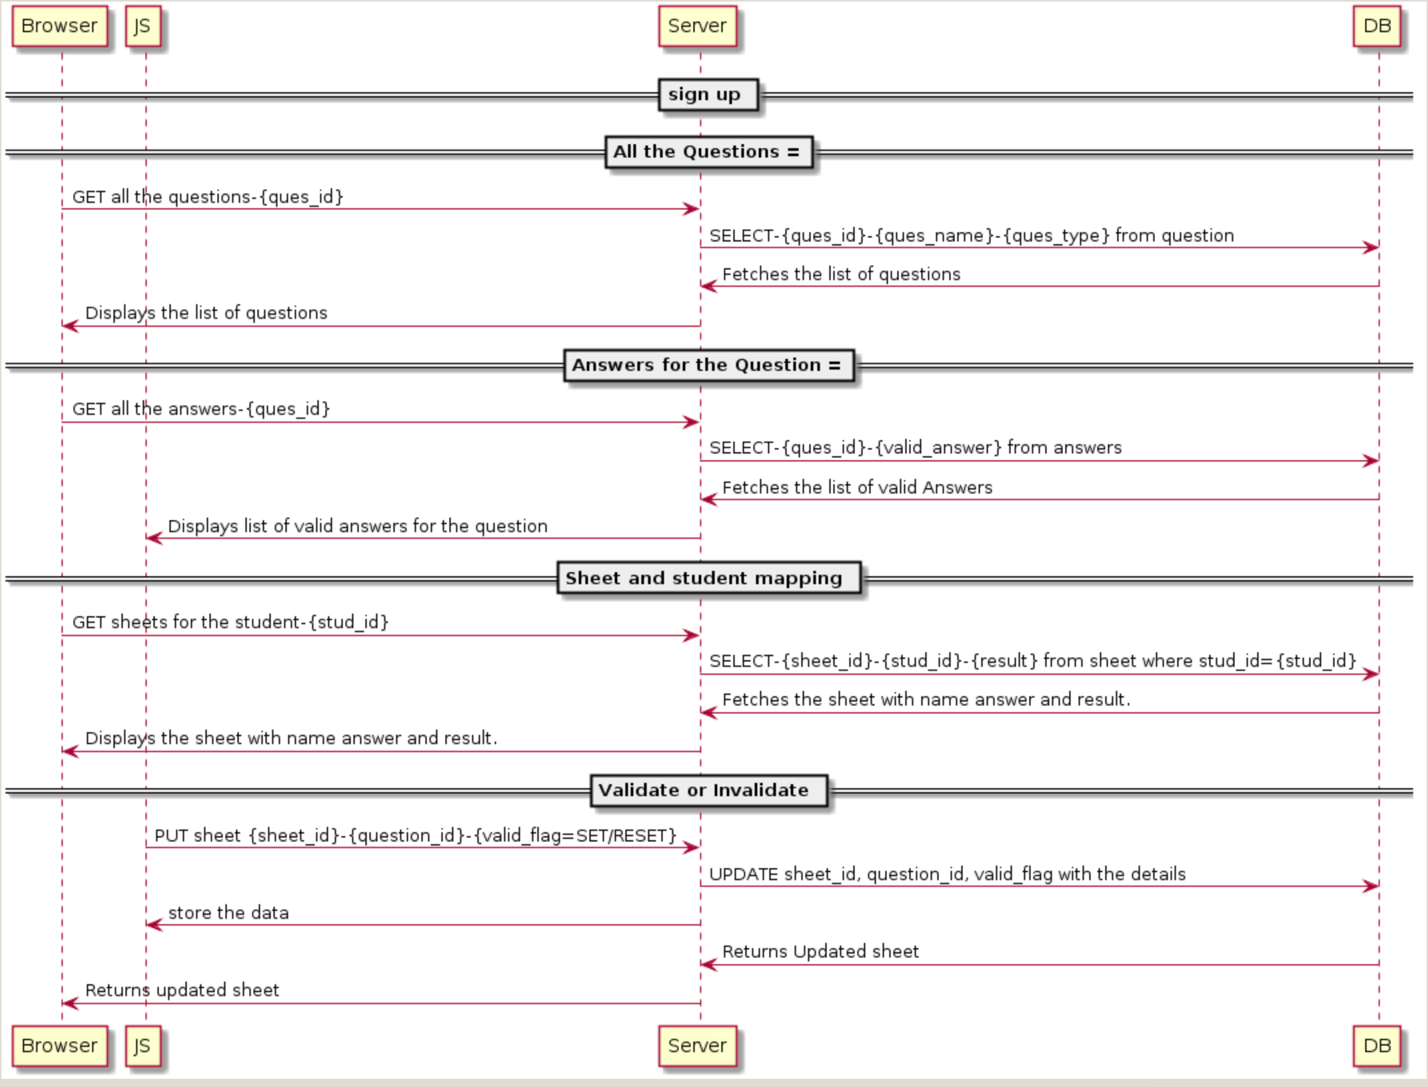 Browser JS Server DB
sign up
All the Questions =
GET all the questions-{ques_id}
SELECT-{ques_id}-{ques_name}-{ques_type} from question
Fetches the list of questions
Displays the list of questions
Answers for the Question =
GET all the answers-{ques_id}
SELECT-{ques_id}-{valid_answer} from answers
Fetches the list of valid Answers
Displays list of valid answers for the question
Sheet and student mapping
GET sheets for the student-{stud_id}
SELECT-{sheet_id}-{stud_id}-{result} from sheet where stud_id={stud_id}
Fetches the sheet with name answer and result.
Displays the sheet with name answer and result.
Validate or Invalidate
PUT sheet {sheet_id}-{question_id}-{valid_flag=SET/RESET}
UPDATE sheet_id, question_id, valid_flag with the details
store the data
Returns Updated sheet
Returns updated sheet
Browser JS Server DB